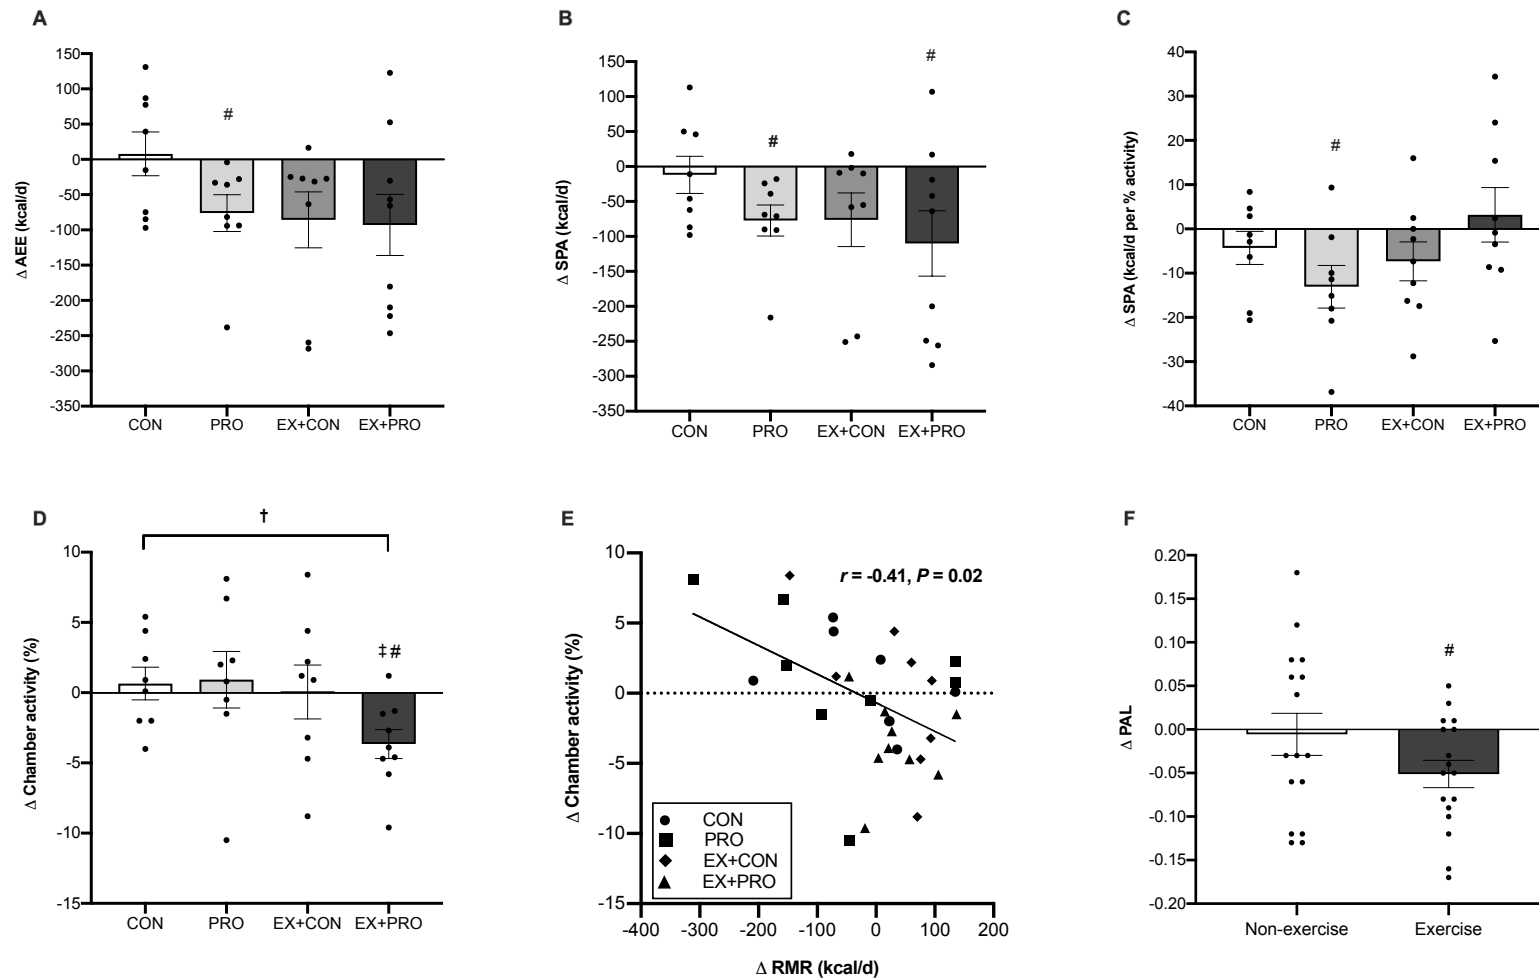 A
Δ AEE (kcal/d)
150
100
50
0
-50
-100
-150
-200
-250
-300
-350
#
CON PRO EX+CON EX+PRO
B
Δ SPA (kcal/d)
150
100
50
0
-50
-100
-150
-200
-250
-300
-350
#
#
CON PRO EX+CON EX+PRO
C
Δ SPA (kcal/d per % activity)
40
30
20
10
0
-10
-20
-30
-40
#
CON PRO EX+CON EX+PRO
D
Δ Chamber activity (%)
10
5
0
-5
-10
-15
†
‡ #
CON PRO EX+CON EX+PRO
E
Δ Chamber activity (%)
10
5
0
-5
-10
-15
r = -0.41, P = 0.02
CON
PRO
EX+CON
EX+PRO
-400 -300 -200 -100 0 100 200
Δ RMR (kcal/d)
F
Δ PAL
0.20
0.15
0.10
0.05
0.00
-0.05
-0.10
-0.15
-0.20
#
Non-exercise Exercise